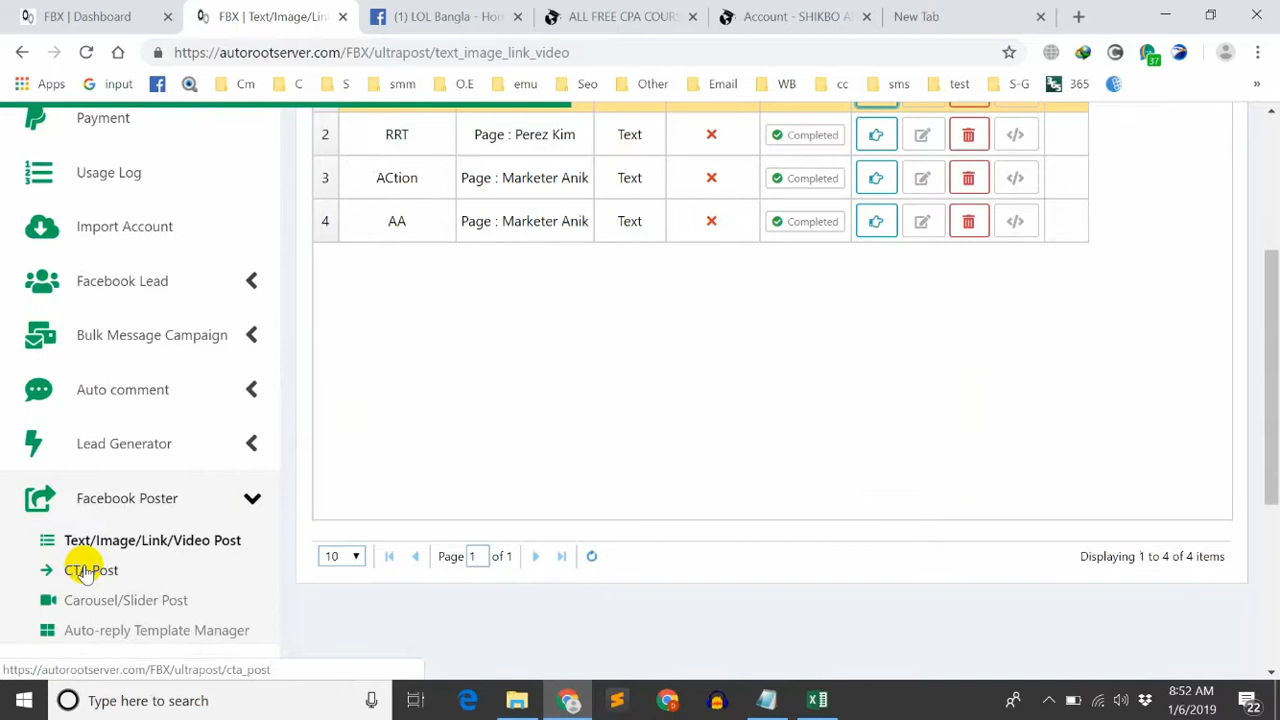 FBX | Dashboard
FBX | Text/Image/Lin
(1) LOL Bangla - Ho
ALL FREE CPA COURS
Account - SHIKBO A
New Tab
https://autorootserver.com/FBX/ultrapost/text_image_link_video
37
Apps
input
Cm
C
S
smm
O.E
emu
Seo
Other
Email
WB
cc
sms
test
S-G
365
»
Payment
Usage Log
Import Account
Facebook Lead
Bulk Message Campaign
Auto comment
Lead Generator
Facebook Poster
Text/Image/Link/Video Post
CTA Post
Carousel/Slider Post
Auto-reply Template Manager
2 RRT Page : Perez Kim Text Completed
3 ACtion Page : Marketer Anik Text Completed
4 AA Page : Marketer Anik Text Completed
10 Page 1 of 1 Displaying 1 to 4 of 4 items
https://autorootserver.com/FBX/ultrapost/cta_post
Type here to search
8:52 AM
1/6/2019
22